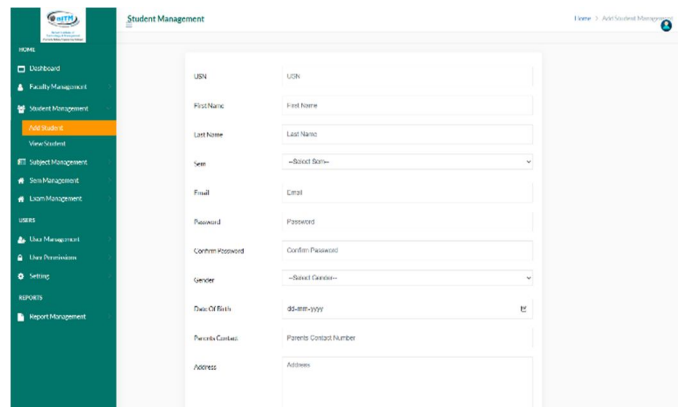 AITM
Student Management
Home > Add Student Management
HOME
Dashboard
Faculty Management
Student Management
Add Student
View Student
Subject Management
Sem Management
Exam Management
USERS
User Management
User Permissions
Setting
REPORTS
Report Management
USN
USN
First Name
First Name
Last Name
Last Name
Sem
--Select Sem--
Email
Email
Password
Password
Confirm Password
Confirm Password
Gender
--Select Gender--
Date Of Birth
dd-mm-yyyy
Parents Contact
Parents Contact Number
Address
Address